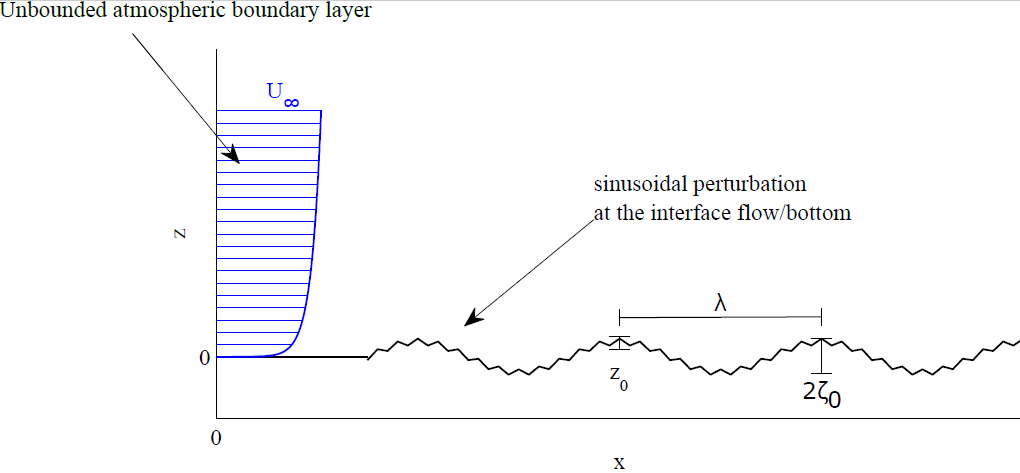 Unbounded atmospheric boundary layer
U∞
sinusoidal perturbation
at the interface flow/bottom
z
λ
0
z0
2ζ0
0
x